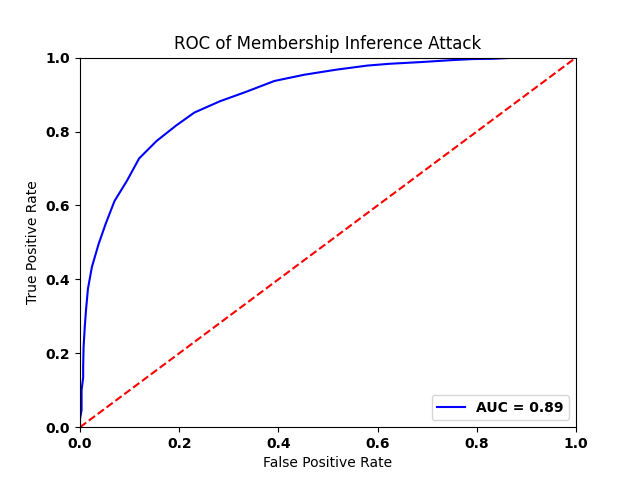 ROC of Membership Inference Attack
True Positive Rate
1.0
0.8
0.6
0.4
0.2
0.0
0.0 0.2 0.4 0.6 0.8 1.0
False Positive Rate
AUC = 0.89